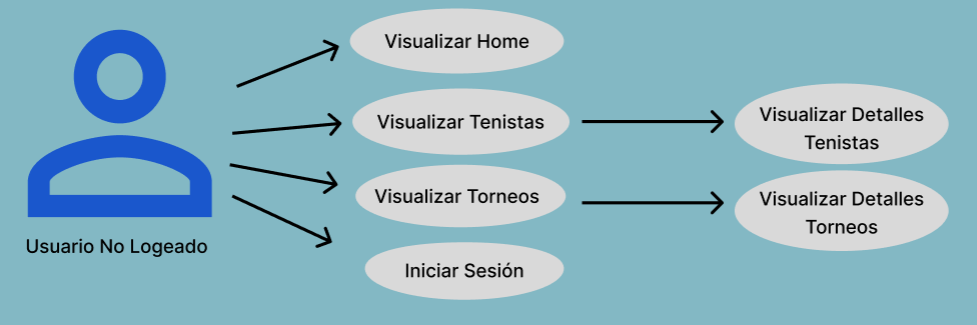 Visualizar Home
Visualizar Tenistas
Visualizar Detalles
Tenistas
Visualizar Torneos
Visualizar Detalles
Torneos
Usuario No Logeado
Iniciar Sesión